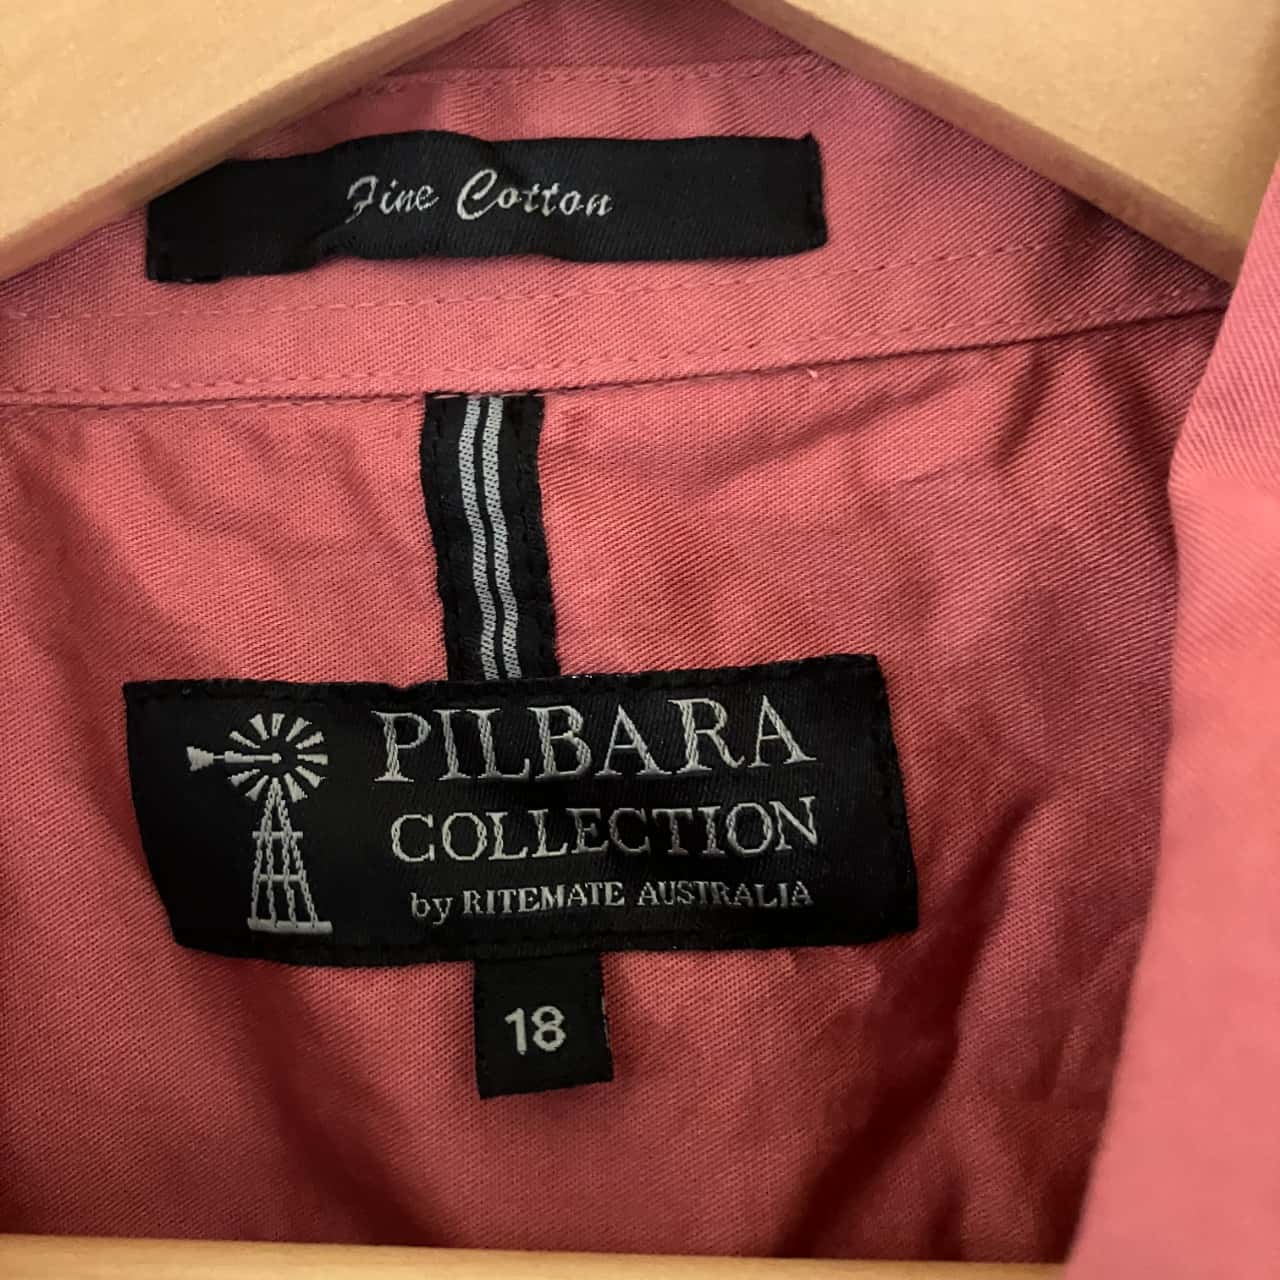 Fine Cotton
PILBARA
COLLECTION
by RITEMATE AUSTRALIA
18